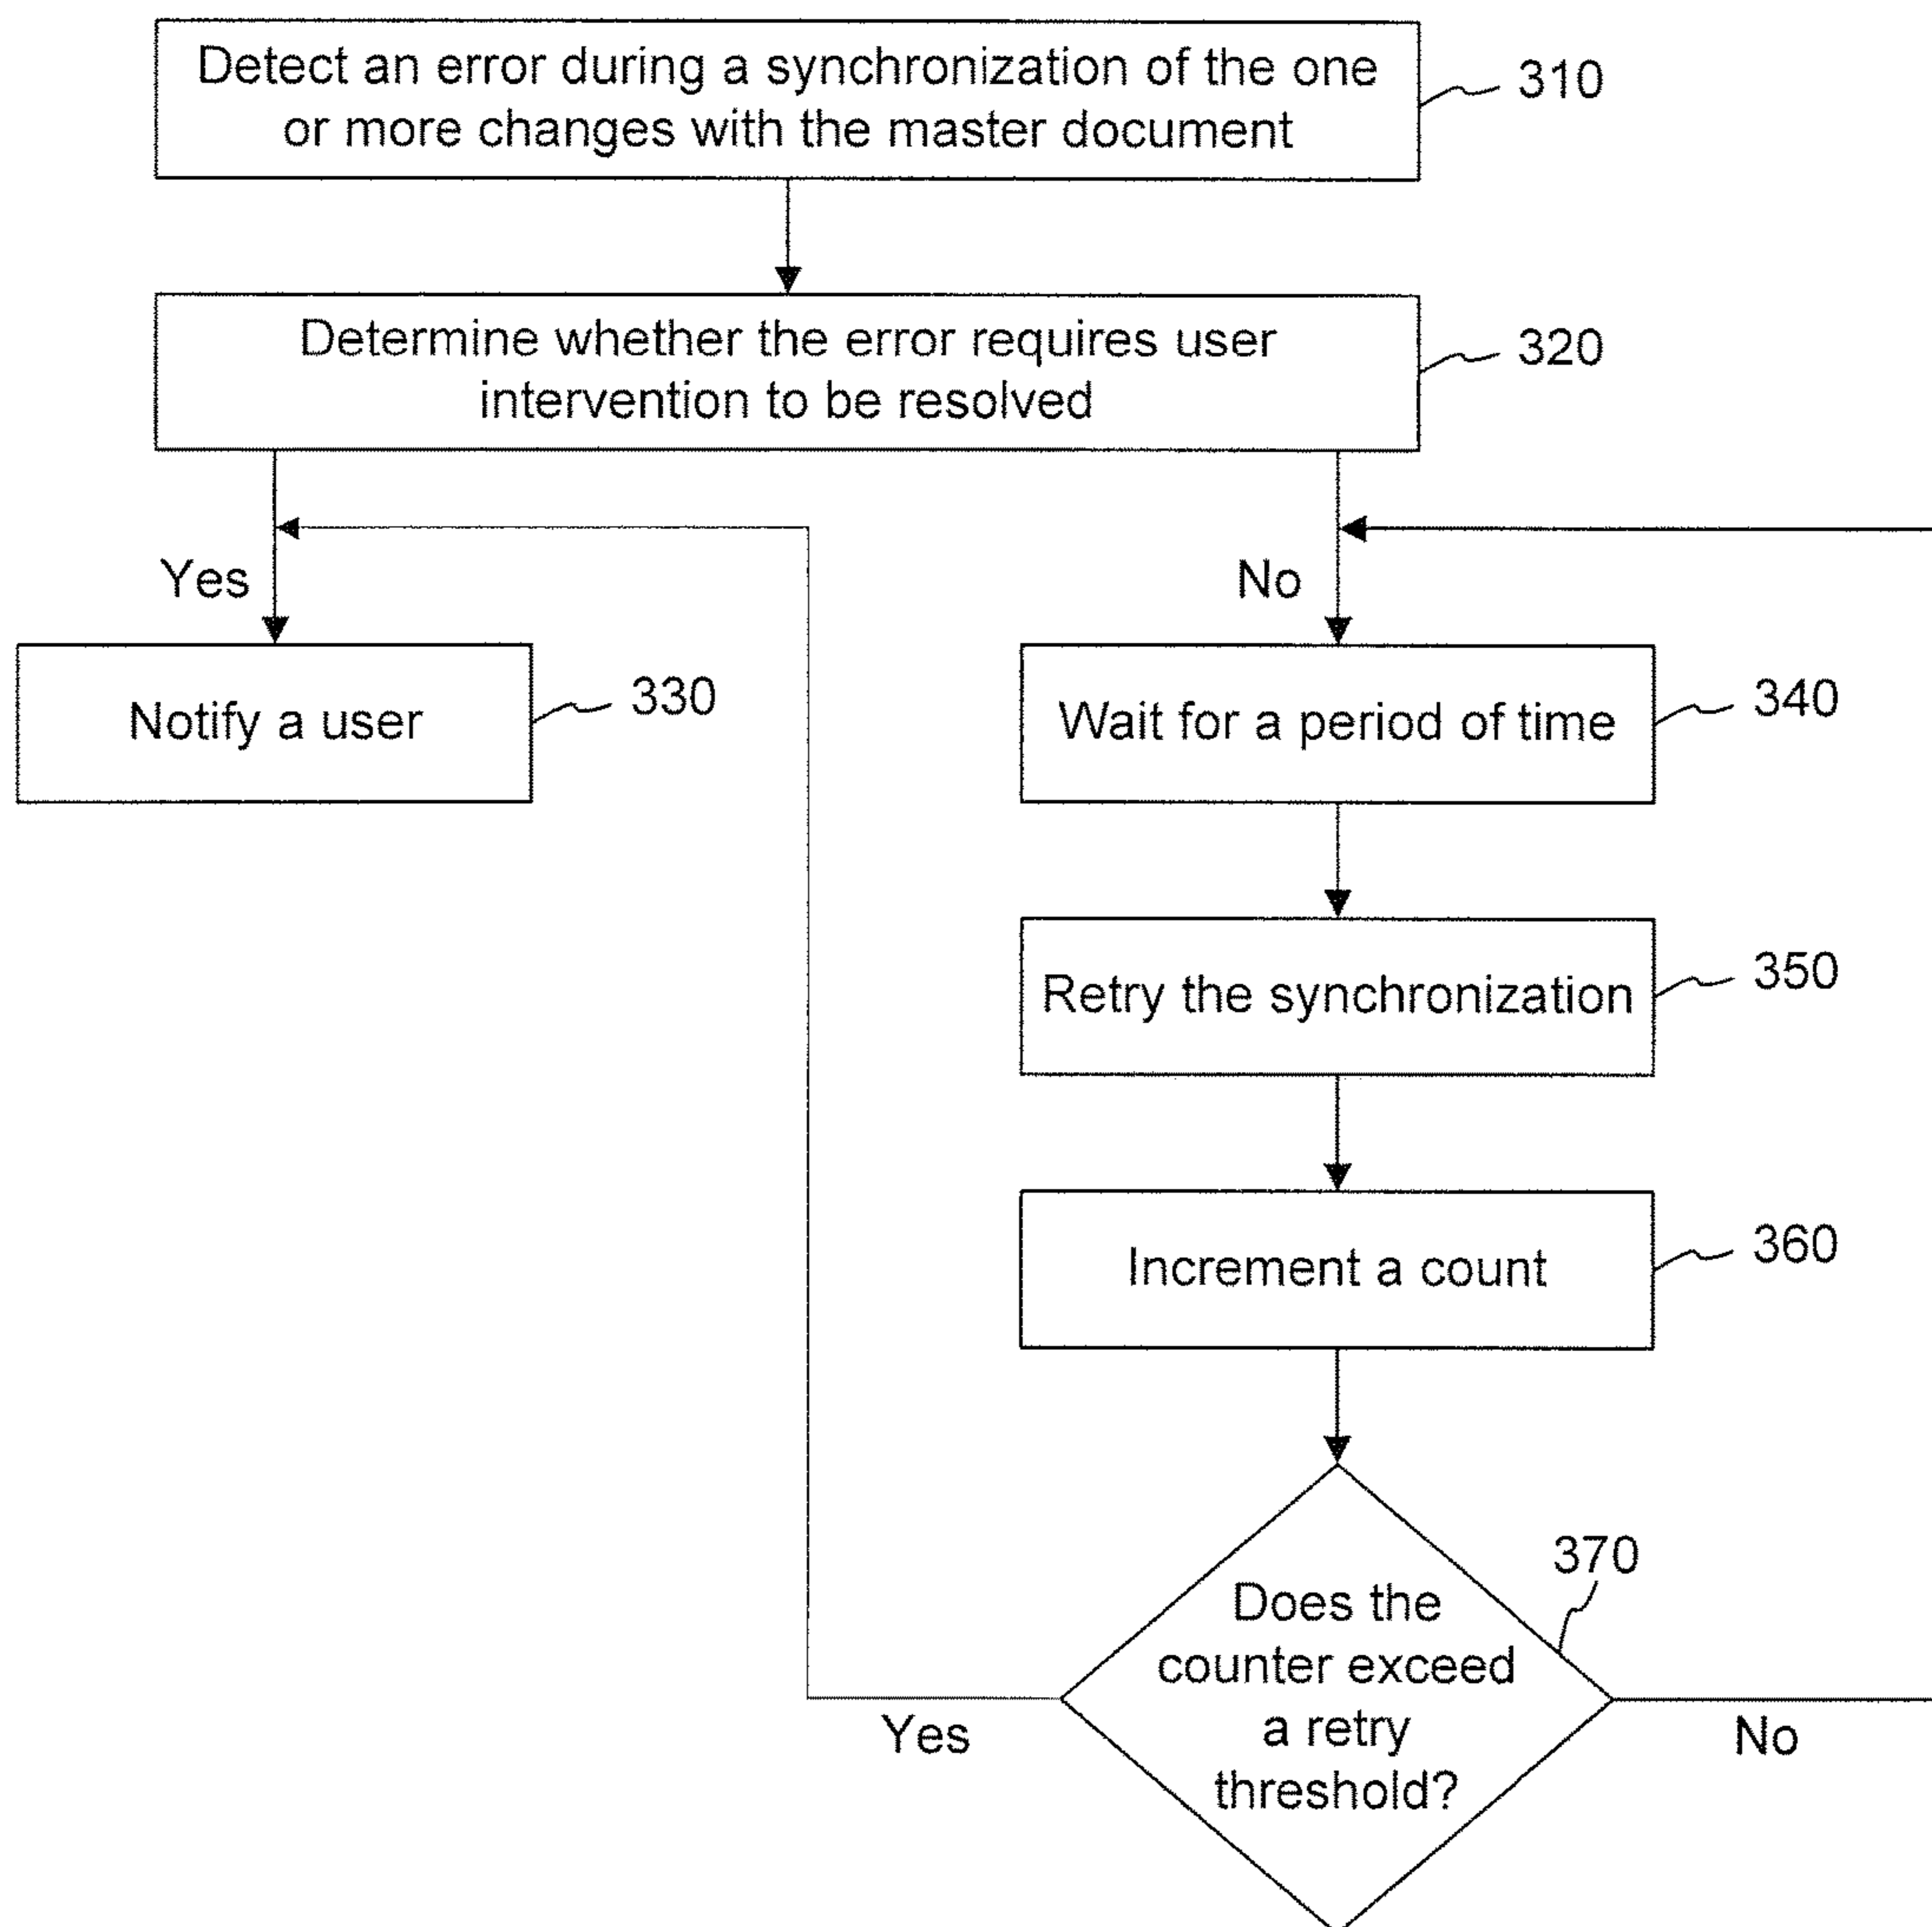 Detect an error during a synchronization of the one
or more changes with the master document
310
Determine whether the error requires user
intervention to be resolved
320
Yes
No
Notify a user
330
Wait for a period of time
340
Retry the synchronization
350
Increment a count
360
370
Does the
counter exceed
a retry
threshold?
Yes
No